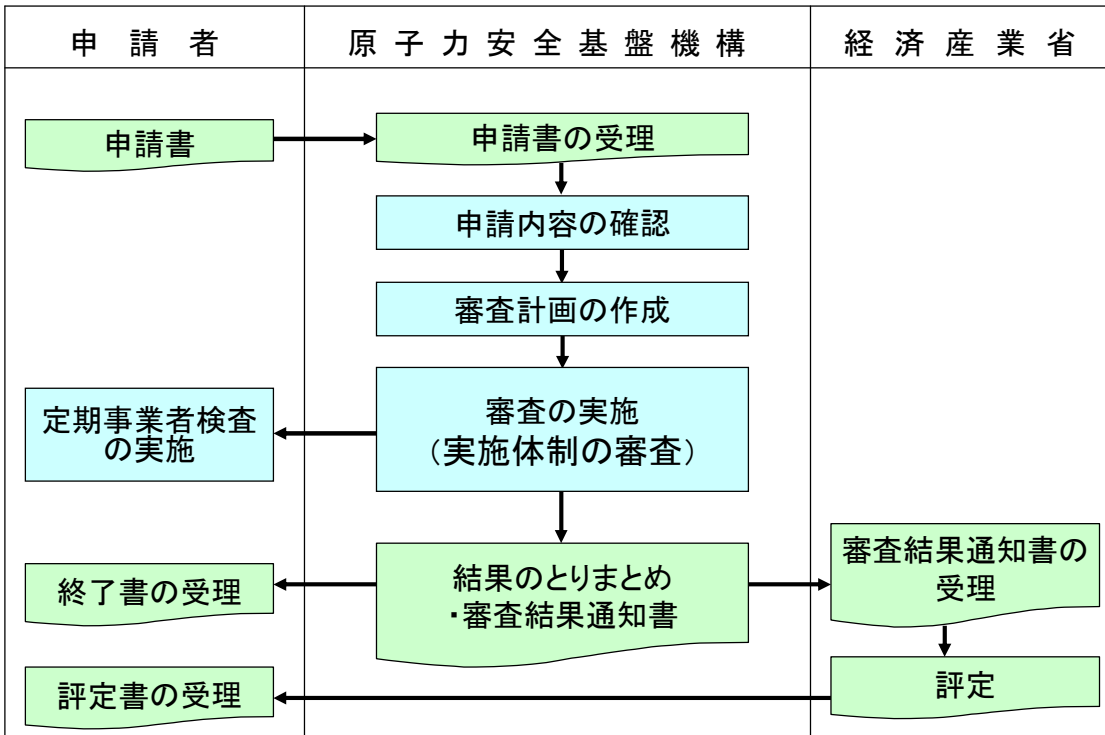 申請者
原子力安全基盤機構
経済産業省
申請書
申請書の受理
申請内容の確認
審査計画の作成
定期事業者検査
の実施
審査の実施
（実施体制の審査）
終了書の受理
結果のとりまとめ
・審査結果通知書
審査結果通知書の
受理
評定書の受理
評定